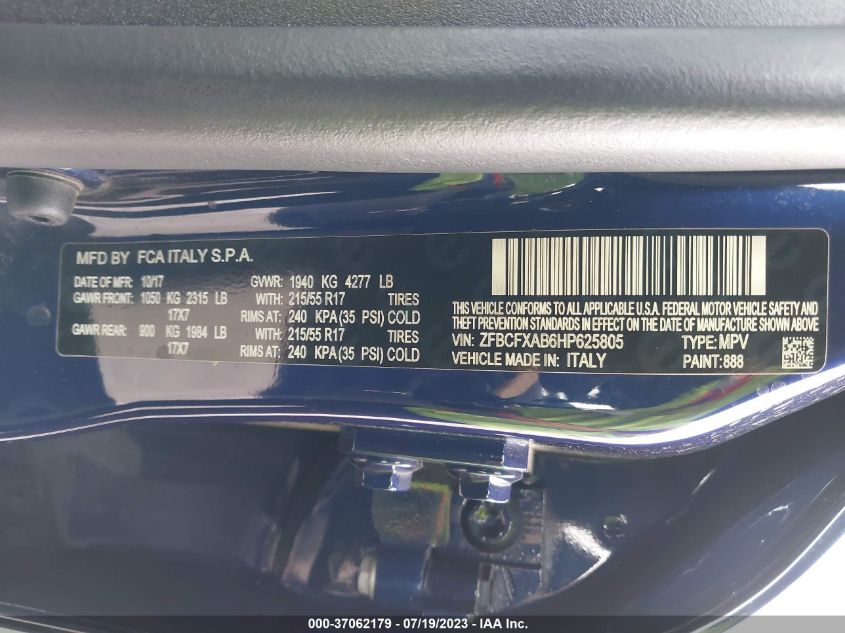 MFD BY FCA ITALY S.P.A.
DATE OF MFR: 10/17 GVWR: 1940 KG 4277 LB
GAWR FRONT: 1050 KG 2315 LB WITH: 215/55 R17 TIRES
17X7 RIMS AT: 240 KPA(35 PSI) COLD
GAWR REAR: 900 KG 1984 LB WITH: 215/55 R17 TIRES
17X7 RIMS AT: 240 KPA(35 PSI) COLD
THIS VEHICLE CONFORMS TO ALL APPLICABLE U.S.A. FEDERAL MOTOR VEHICLE SAFETY AND
THEFT PREVENTION STANDARDS IN EFFECT ON THE DATE OF MANUFACTURE SHOWN ABOVE
VIN: ZFBCFXAB6HP625805 TYPE: MPV
VEHICLE MADE IN: ITALY PAINT: 888
000-37062179 - 07/19/2023 - IAA Inc.